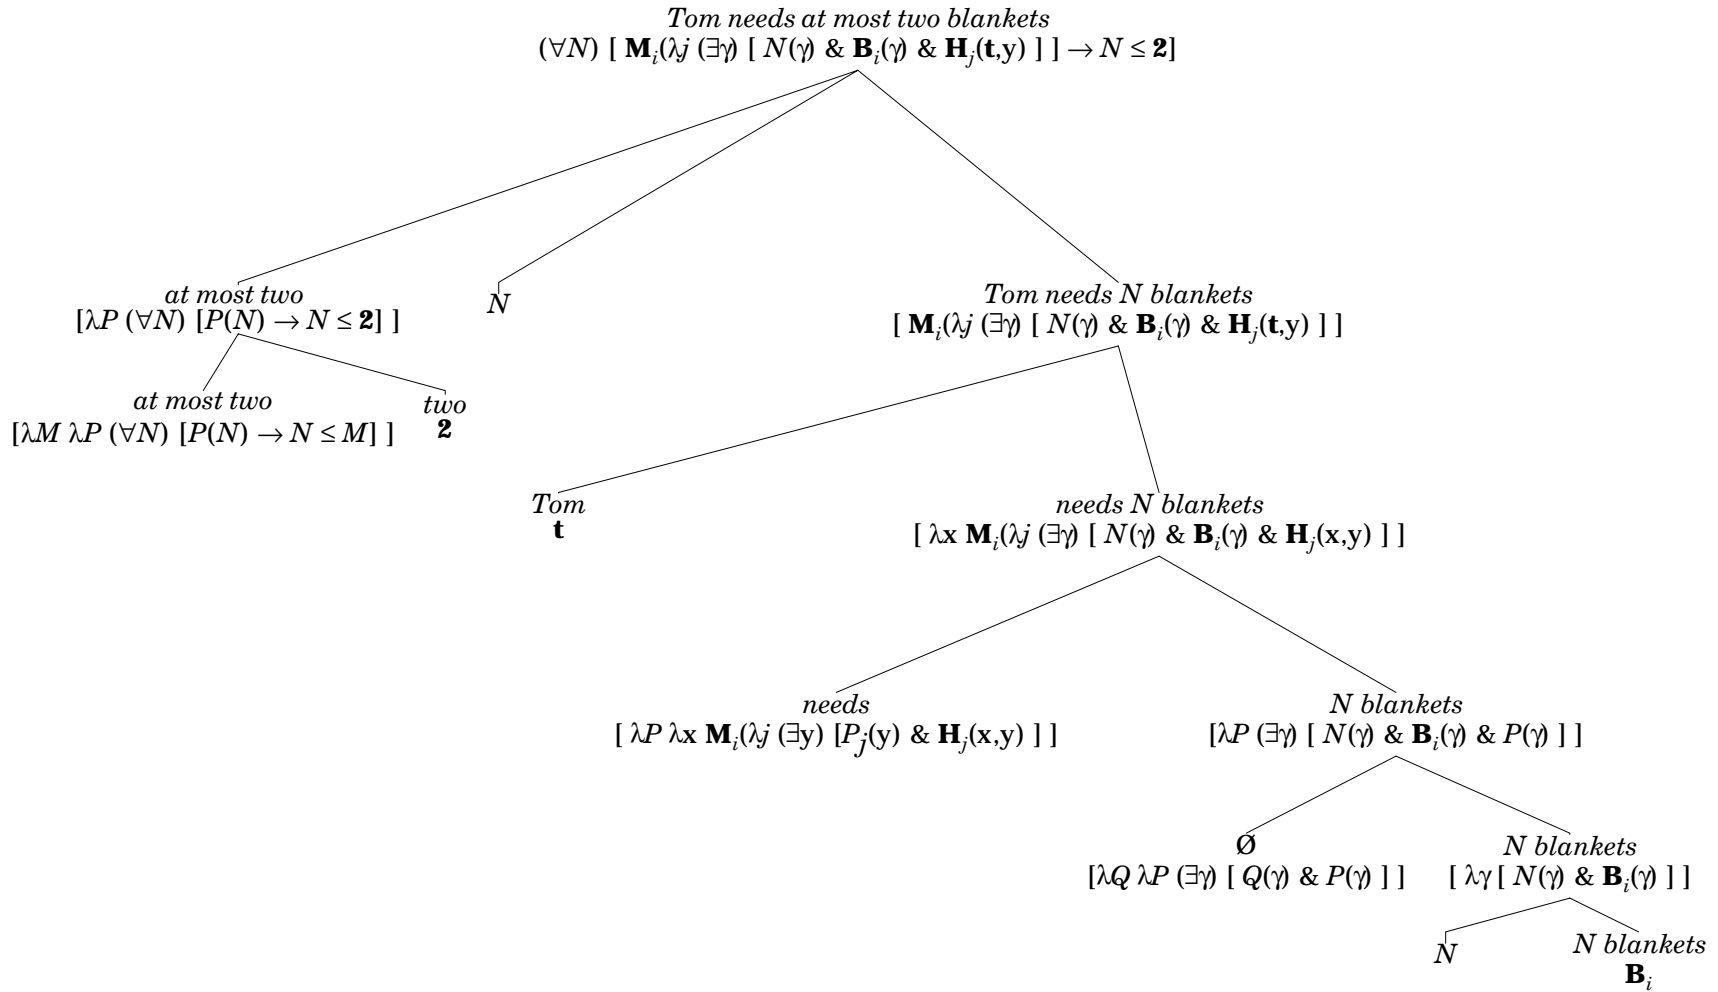 Tom needs at most two blankets
(∀N) [ M_i(λj (∃γ) [ N(γ) & B_i(γ) & H_j(t,y) ] ] → N ≤ 2]
at most two
[λP (∀N) [P(N) → N ≤ 2] ]
N
Tom needs N blankets
[ M_i(λj (∃γ) [ N(γ) & B_i(γ) & H_j(t,y) ] ]
at most two
[λM λP (∀N) [P(N) → N ≤ M] ]
two
2
Tom
t
needs N blankets
[ λx M_i(λj (∃γ) [ N(γ) & B_i(γ) & H_j(x,y) ] ]
needs
[ λP λx M_i(λj (∃y) [P_j(y) & H_j(x,y) ] ]
N blankets
[λP (∃γ) [ N(γ) & B_i(γ) & P(γ) ] ]
Ø
[λQ λP (∃γ) [ Q(γ) & P(γ) ] ]
N blankets
[ λγ [ N(γ) & B_i(γ) ] ]
N
N blankets
B_i